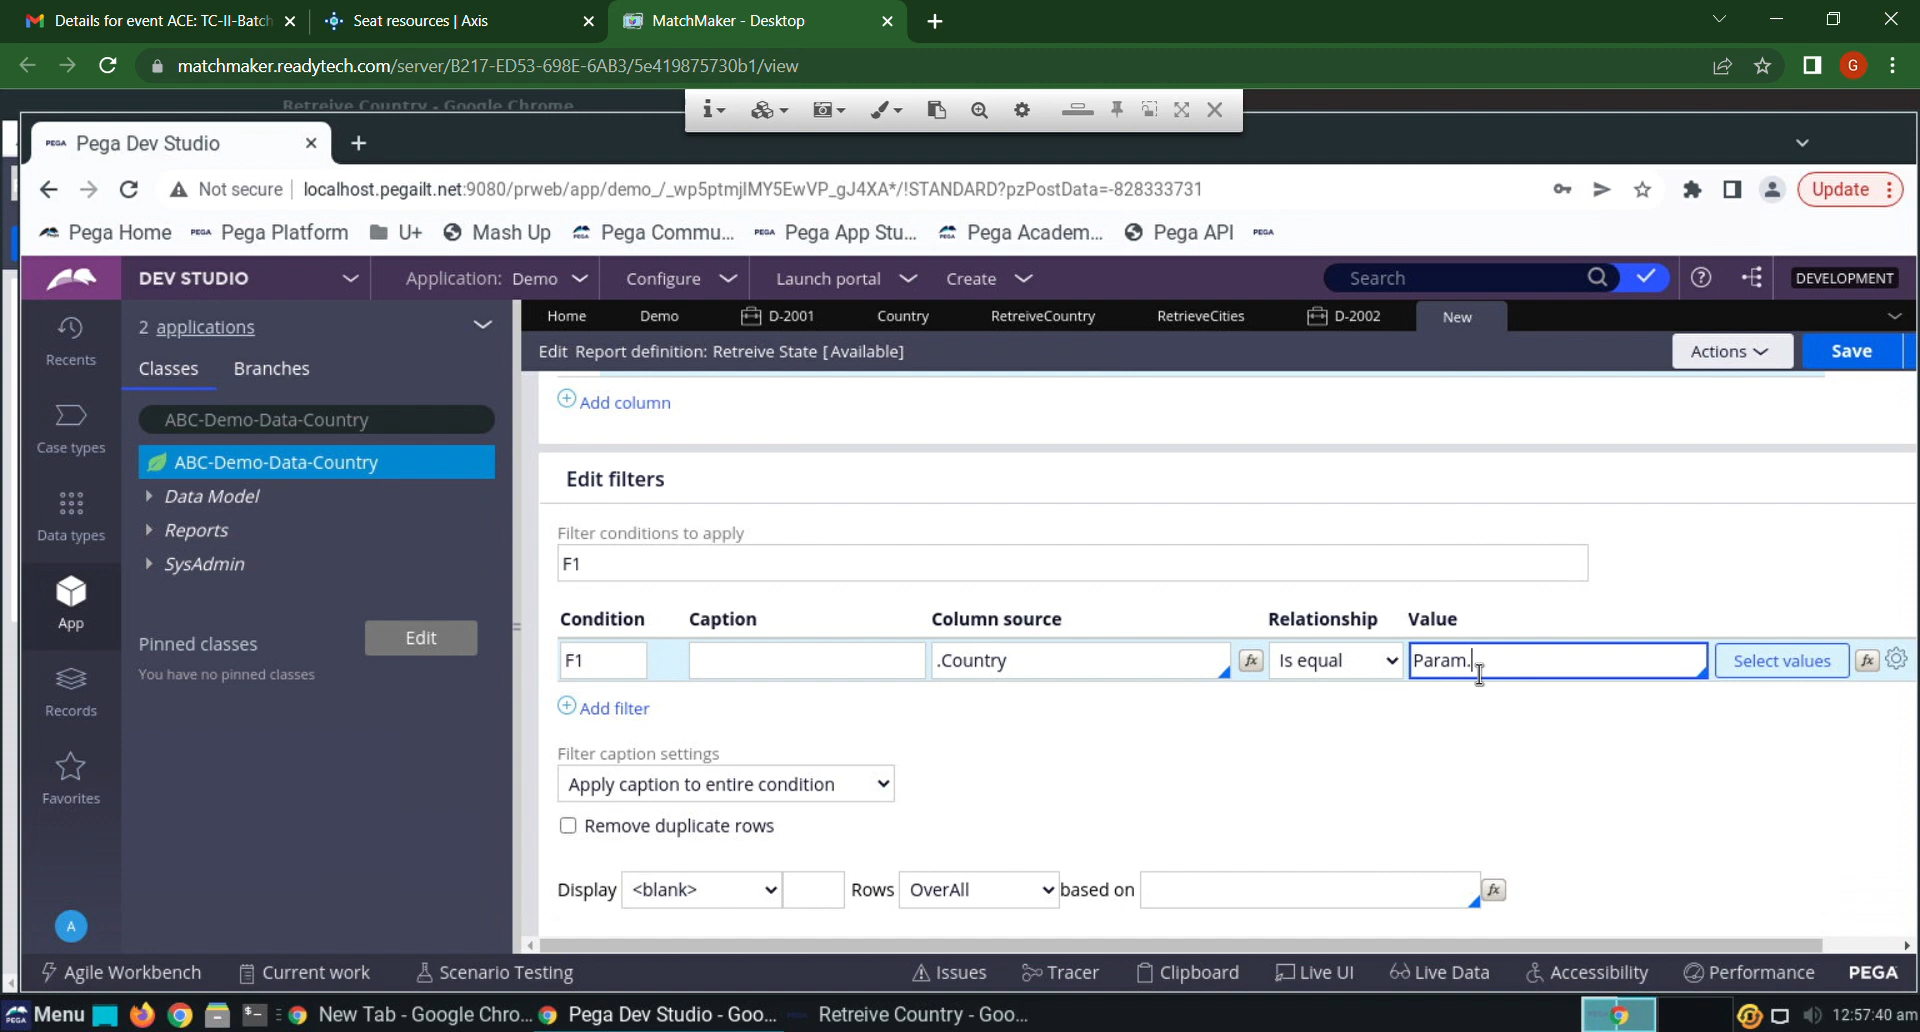 Details for event ACE: TC-II-Batch
Seat resources | Axis
MatchMaker - Desktop
matchmaker.readytech.com/server/B217-ED53-698E-6AB3/5e419875730b1/view
G
Retreive Country - Google Chrome
PEGA Pega Dev Studio
Update
Not secure
localhost.pegailt.net:9080/prweb/app/demo_/_wp5ptmjlMY5EwVP_gJ4XA*/!STANDARD?pzPostData=-828333731
Pega Home
PEGA Pega Platform
U+
Mash Up
Pega Commu...
PEGA Pega App Stu...
Pega Academ...
Pega API
PEGA
DEV STUDIO
Application: Demo
Configure
Launch portal
Create
Search
DEVELOPMENT
Recents
Case types
Data types
App
Records
Favorites
A
2 applications
Classes
Branches
ABC-Demo-Data-Country
ABC-Demo-Data-Country
Data Model
Reports
SysAdmin
Pinned classes
Edit
You have no pinned classes
Home
Demo
D-2001
Country
RetreiveCountry
RetrieveCities
D-2002
New
Edit Report definition: Retreive State [Available]
Actions
Save
Add column
Edit filters
Filter conditions to apply
F1
Condition Caption Column source Relationship Value
F1 .Country fx Is equal Param. Select values fx
Add filter
Filter caption settings
Apply caption to entire condition
Remove duplicate rows
Display <blank> Rows OverAll based on fx
Agile Workbench
Current work
Scenario Testing
Issues
Tracer
Clipboard
Live UI
Live Data
Accessibility
Performance
PEGA
Menu
New Tab - Google Chro...
Pega Dev Studio - Goo...
Retreive Country - Goo...
12:57:40 am